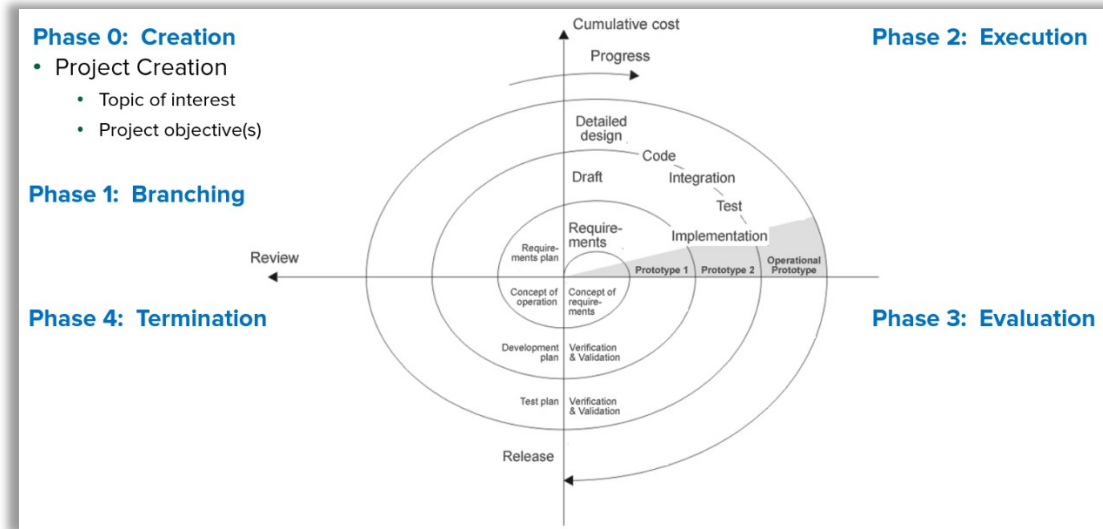 Phase 0: Creation
• Project Creation
• Topic of interest
• Project objective(s)
Phase 1: Branching
Phase 2: Execution
Cumulative cost
Progress
Detailed
design
Code
Integration
Draft
Test
Require-
ments
Implementation
Require-
ments plan
Review
Prototype 1
Prototype 2
Operational
Prototype
Concept of
operation
Concept of
require-
ments
Phase 4: Termination
Phase 3: Evaluation
Development
plan
Verification
& Validation
Test plan
Verification
& Validation
Release